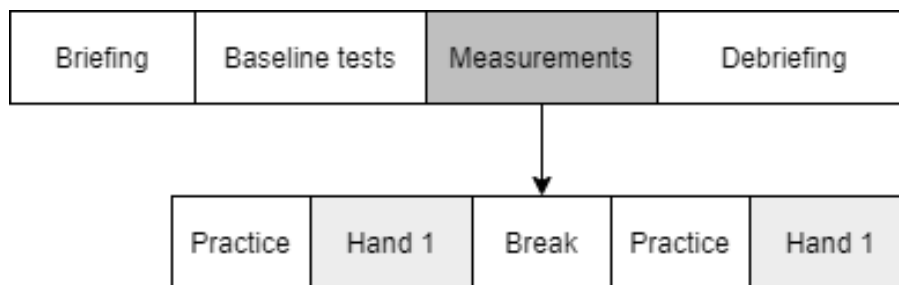 Briefing Baseline tests Measurements Debriefing
Practice Hand 1 Break Practice Hand 1